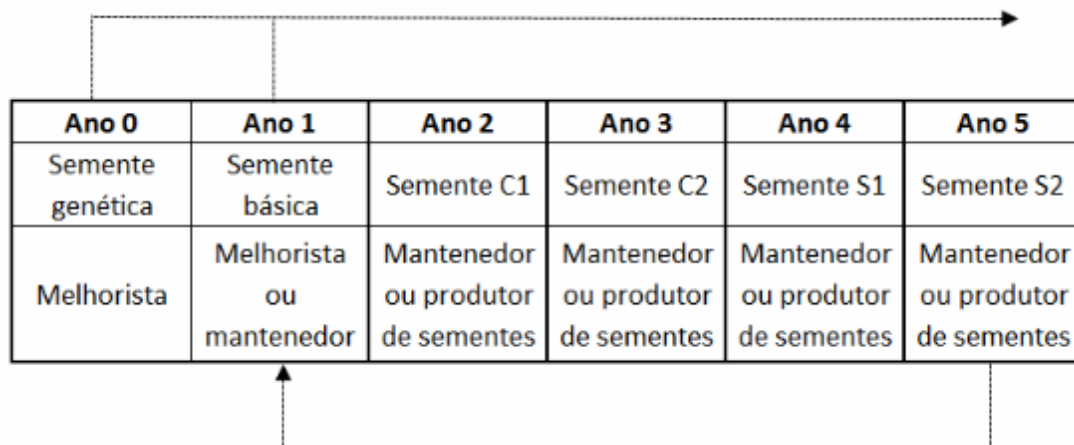 Ano 0 Ano 1 Ano 2 Ano 3 Ano 4 Ano 5
Semente genética Semente básica Semente C1 Semente C2 Semente S1 Semente S2
Melhorista Melhorista ou mantenedor Mantenedor ou produtor de sementes Mantenedor ou produtor de sementes Mantenedor ou produtor de sementes Mantenedor ou produtor de sementes